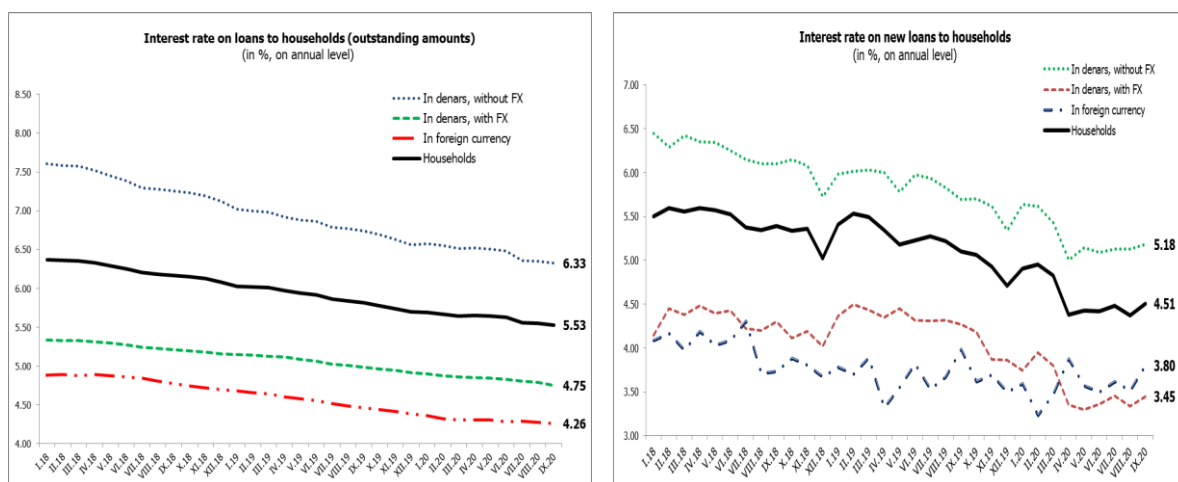 Interest rate on loans to households (outstanding amounts)
(in %, on annual level)
8.50
8.00
7.50
7.00
6.50
6.00
5.50
5.00
4.50
4.00
In denars, without FX
In denars, with FX
In foreign currency
Households
6.33
5.53
4.75
4.26
I.18
II.18
III.18
IV.18
V.18
VI.18
VII.18
VIII.18
IX.18
X.18
XI.18
XII.18
I.19
II.19
III.19
IV.19
V.19
VI.19
VII.19
VIII.19
IX.19
X.19
XI.19
XII.19
I.20
II.20
III.20
IV.20
V.20
VI.20
VII.20
VIII.20
IX.20
Interest rate on new loans to households
(in %, on annual level)
7.00
6.50
6.00
5.50
5.00
4.50
4.00
3.50
3.00
In denars, without FX
In denars, with FX
In foreign currency
Households
5.18
4.51
3.80
3.45
I.18
II.18
III.18
IV.18
V.18
VI.18
VII.18
VIII.18
IX.18
X.18
XI.18
XII.18
I.19
II.19
III.19
IV.19
V.19
VI.19
VII.19
VIII.19
IX.19
X.19
XI.19
XII.19
I.20
II.20
III.20
IV.20
V.20
VI.20
VII.20
VIII.20
IX.20